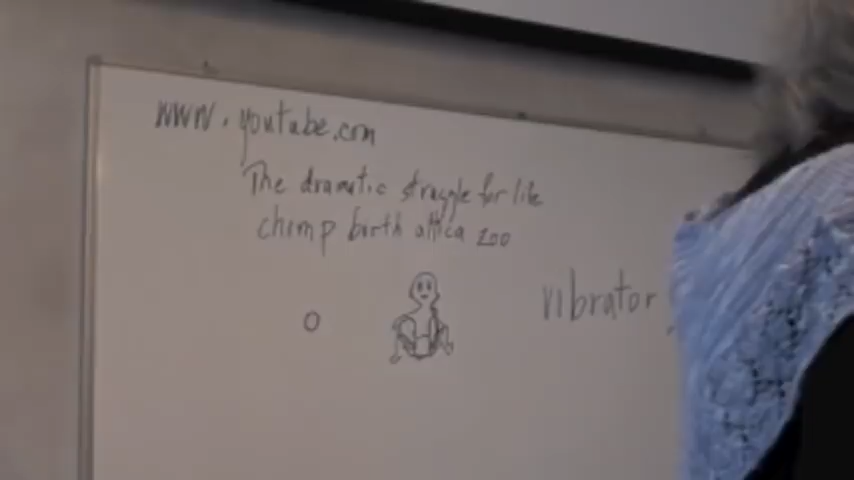 www.youtube.com
The dramatic struggle for life
chimp birth attica zoo
vibrator